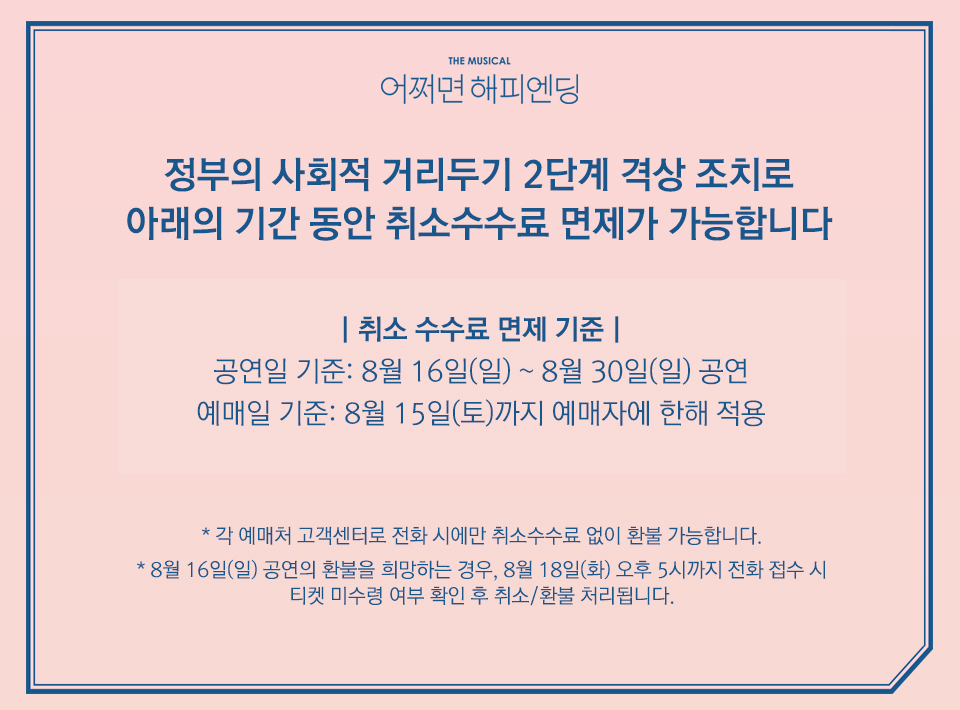 THE MUSICAL
어쩌면 해피엔딩
정부의 사회적 거리두기 2단계 격상 조치로
아래의 기간 동안 취소수수료 면제가 가능합니다
| 취소 수수료 면제 기준 |
공연일 기준: 8월 16일(일) ~ 8월 30일(일) 공연
예매일 기준: 8월 15일(토)까지 예매자에 한해 적용
* 각 예매처 고객센터로 전화 시에만 취소수수료 없이 환불 가능합니다.
* 8월 16일(일) 공연의 환불을 희망하는 경우, 8월 18일(화) 오후 5시까지 전화 접수 시
티켓 미수령 여부 확인 후 취소/환불 처리됩니다.